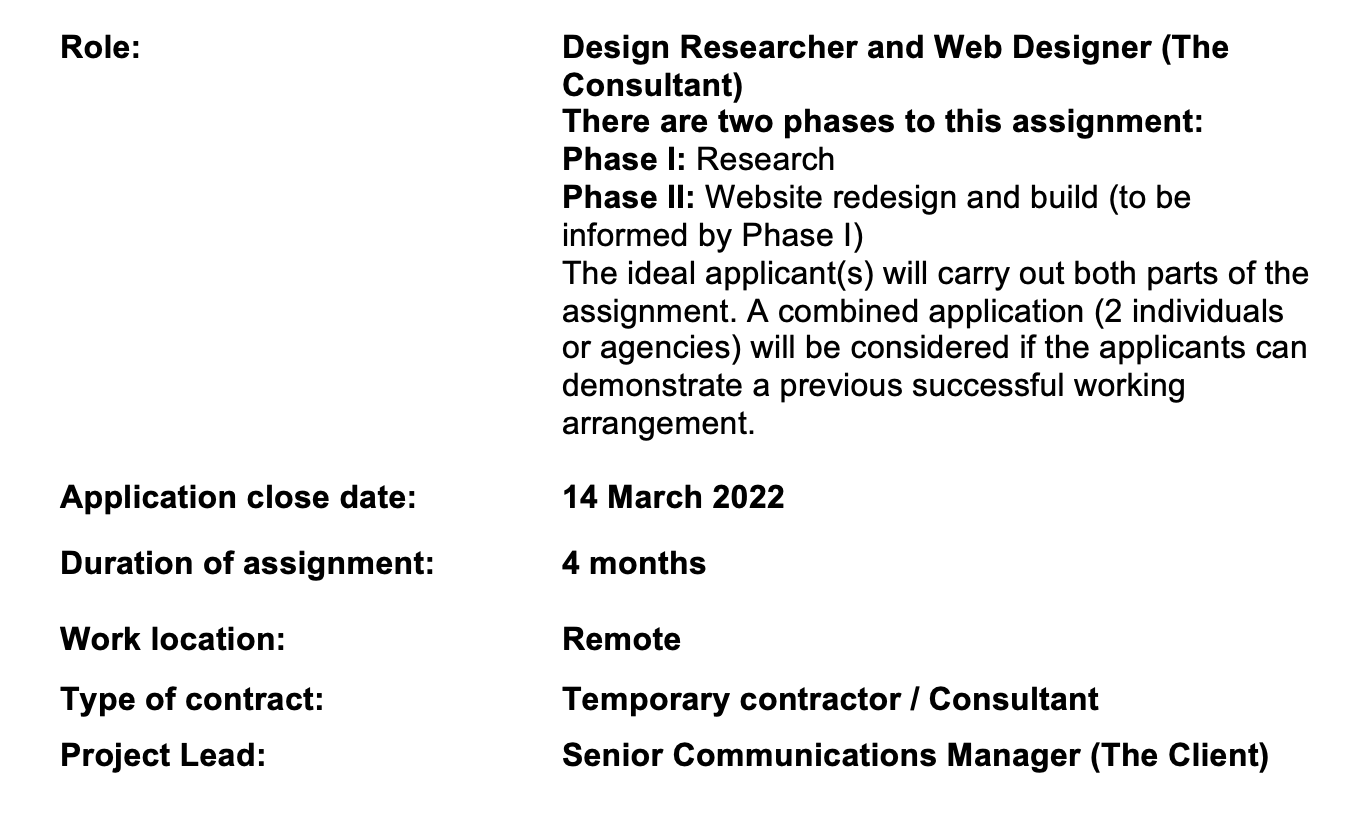 Role:
Design Researcher and Web Designer (The
Consultant)
There are two phases to this assignment:
Phase I: Research
Phase II: Website redesign and build (to be
informed by Phase I)
The ideal applicant(s) will carry out both parts of the
assignment. A combined application (2 individuals
or agencies) will be considered if the applicants can
demonstrate a previous successful working
arrangement.
Application close date: 14 March 2022
Duration of assignment: 4 months
Work location: Remote
Type of contract: Temporary contractor / Consultant
Project Lead: Senior Communications Manager (The Client)